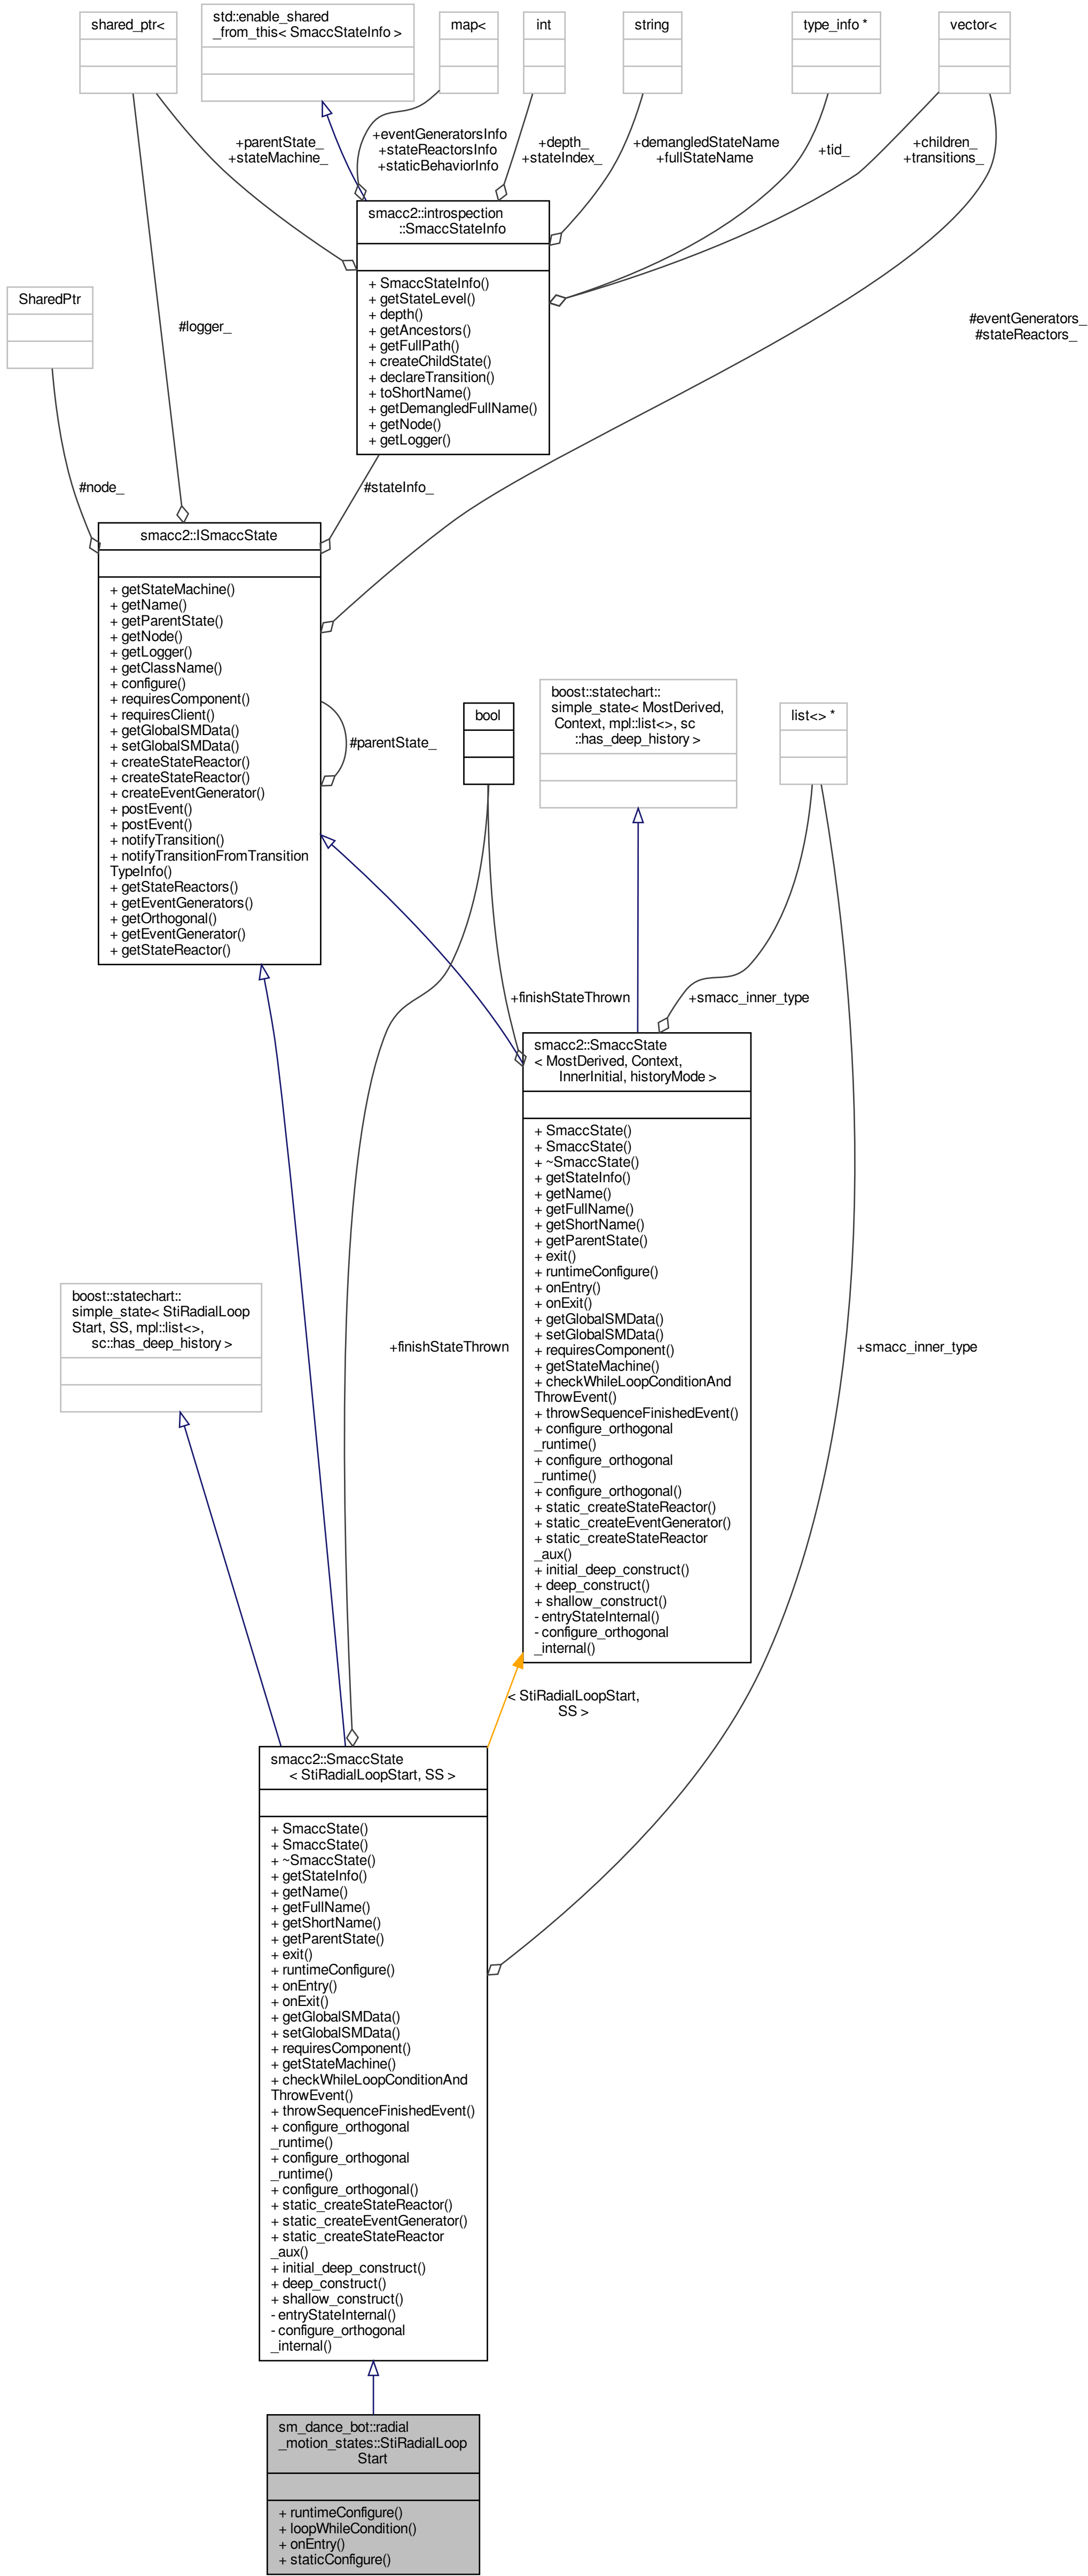 shared_ptr<
std::enable_shared
_from_this< SmaccStateInfo >
map<
int
string
type_info *
vector<
+parentState_
+stateMachine_
+eventGeneratorsInfo
+stateReactorsInfo
+staticBehaviorInfo
+depth_
+stateIndex_
+demangledStateName
+fullStateName
+tid_
+children_
+transitions_
smacc2::introspection
::SmaccStateInfo
+ SmaccStateInfo()
+ getStateLevel()
+ depth()
+ getAncestors()
+ getFullPath()
+ createChildState()
+ declareTransition()
+ toShortName()
+ getDemangledFullName()
+ getNode()
+ getLogger()
SharedPtr
#logger_
#eventGenerators_
#stateReactors_
#node_
#stateInfo_
smacc2::ISmaccState
+ getStateMachine()
+ getName()
+ getParentState()
+ getNode()
+ getLogger()
+ getClassName()
+ configure()
+ requiresComponent()
+ requiresClient()
+ getGlobalSMData()
+ setGlobalSMData()
+ createStateReactor()
+ createStateReactor()
+ createEventGenerator()
+ postEvent()
+ postEvent()
+ notifyTransition()
+ notifyTransitionFromTransition
TypeInfo()
+ getStateReactors()
+ getEventGenerators()
+ getOrthogonal()
+ getEventGenerator()
+ getStateReactor()
#parentState_
bool
boost::statechart::
simple_state< MostDerived,
Context, mpl::list<>, sc
::has_deep_history >
list<> *
+finishStateThrown
+smacc_inner_type
smacc2::SmaccState
< MostDerived, Context,
InnerInitial, historyMode >
+ SmaccState()
+ SmaccState()
+ ~SmaccState()
+ getStateInfo()
+ getName()
+ getFullName()
+ getShortName()
+ getParentState()
+ exit()
+ runtimeConfigure()
+ onEntry()
+ onExit()
+ getGlobalSMData()
+ setGlobalSMData()
+ requiresComponent()
+ getStateMachine()
+ checkWhileLoopConditionAnd
ThrowEvent()
+ throwSequenceFinishedEvent()
+ configure_orthogonal
_runtime()
+ configure_orthogonal
_runtime()
+ configure_orthogonal()
+ static_createStateReactor()
+ static_createEventGenerator()
+ static_createStateReactor
_aux()
+ initial_deep_construct()
+ deep_construct()
+ shallow_construct()
- entryStateInternal()
- configure_orthogonal
_internal()
boost::statechart::
simple_state< StiRadialLoop
Start, SS, mpl::list<>,
sc::has_deep_history >
+finishStateThrown
+smacc_inner_type
< StiRadialLoopStart,
SS >
smacc2::SmaccState
< StiRadialLoopStart, SS >
+ SmaccState()
+ SmaccState()
+ ~SmaccState()
+ getStateInfo()
+ getName()
+ getFullName()
+ getShortName()
+ getParentState()
+ exit()
+ runtimeConfigure()
+ onEntry()
+ onExit()
+ getGlobalSMData()
+ setGlobalSMData()
+ requiresComponent()
+ getStateMachine()
+ checkWhileLoopConditionAnd
ThrowEvent()
+ throwSequenceFinishedEvent()
+ configure_orthogonal
_runtime()
+ configure_orthogonal
_runtime()
+ configure_orthogonal()
+ static_createStateReactor()
+ static_createEventGenerator()
+ static_createStateReactor
_aux()
+ initial_deep_construct()
+ deep_construct()
+ shallow_construct()
- entryStateInternal()
- configure_orthogonal
_internal()
sm_dance_bot::radial
_motion_states::StiRadialLoop
Start
+ runtimeConfigure()
+ loopWhileCondition()
+ onEntry()
+ staticConfigure()